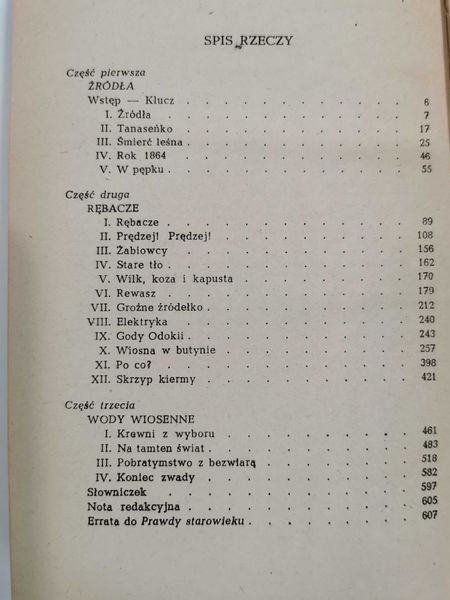 SPIS RZECZY
Część pierwsza
ŹRÓDŁA
Wstęp — Klucz . . . . . . . . . . 6
I. Źródła . . . . . . . . . . 7
II. Tanaseńko . . . . . . . . . 17
III. Śmierć leśna . . . . . . . . . 25
IV. Rok 1864 . . . . . . . . . 46
V. W pępku . . . . . . . . . 55
Część druga
RĘBACZE
I. Rębacze . . . . . . . . . . 89
II. Prędzej! Prędzej! . . . . . . . . 108
III. Żabiowcy . . . . . . . . . 156
IV. Stare tło . . . . . . . . . . 162
V. Wilk, koza i kapusta . . . . . . . 170
VI. Rewasz . . . . . . . . . 179
VII. Groźne źródełko . . . . . . . . 212
VIII. Elektryka . . . . . . . . . 240
IX. Gody Odokii . . . . . . . . . 243
X. Wiosna w butynie . . . . . . . . 257
XI. Po co? . . . . . . . . . . 398
XII. Skrzyp kiermy . . . . . . . . 421
Część trzecia
WODY WIOSENNE
I. Krewni z wyboru . . . . . . . . 461
II. Na tamten świat . . . . . . . . 483
III. Pobratymstwo z bezwiarą . . . . . . 518
IV. Koniec zwady . . . . . . . . 582
Słowniczek . . . . . . . . . . 597
Nota redakcyjna . . . . . . . . . 605
Errata do Prawdy starowieku . . . . . . . 607